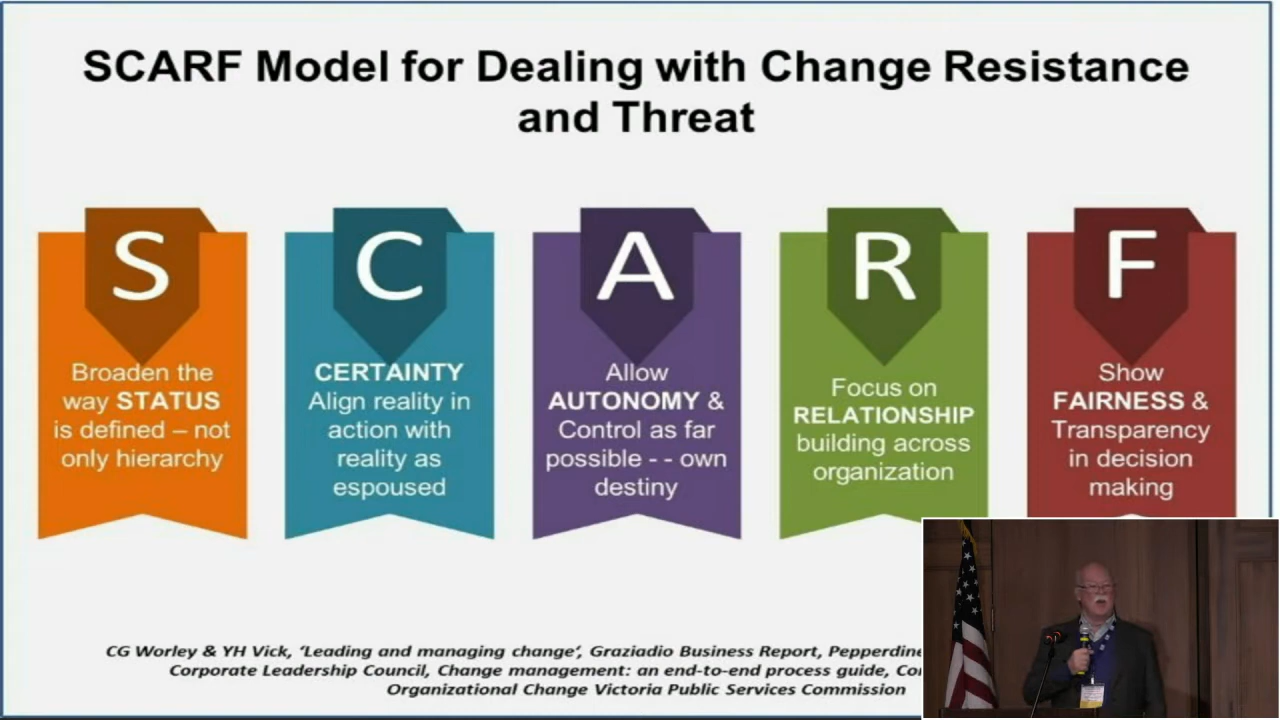 SCARF Model for Dealing with Change Resistance
and Threat
S
Broaden the
way STATUS
is defined – not
only hierarchy
C
CERTAINTY
Align reality in
action with
reality as
espoused
A
Allow
AUTONOMY &
Control as far
possible - - own
destiny
R
Focus on
RELATIONSHIP
building across
organization
F
Show
FAIRNESS &
Transparency
in decision
making
CG Worley & YH Vick, ‘Leading and managing change’, Graziadio Business Report, Pepperdine
Corporate Leadership Council, Change management: an end-to-end process guide,
Organizational Change Victoria Public Services Commission